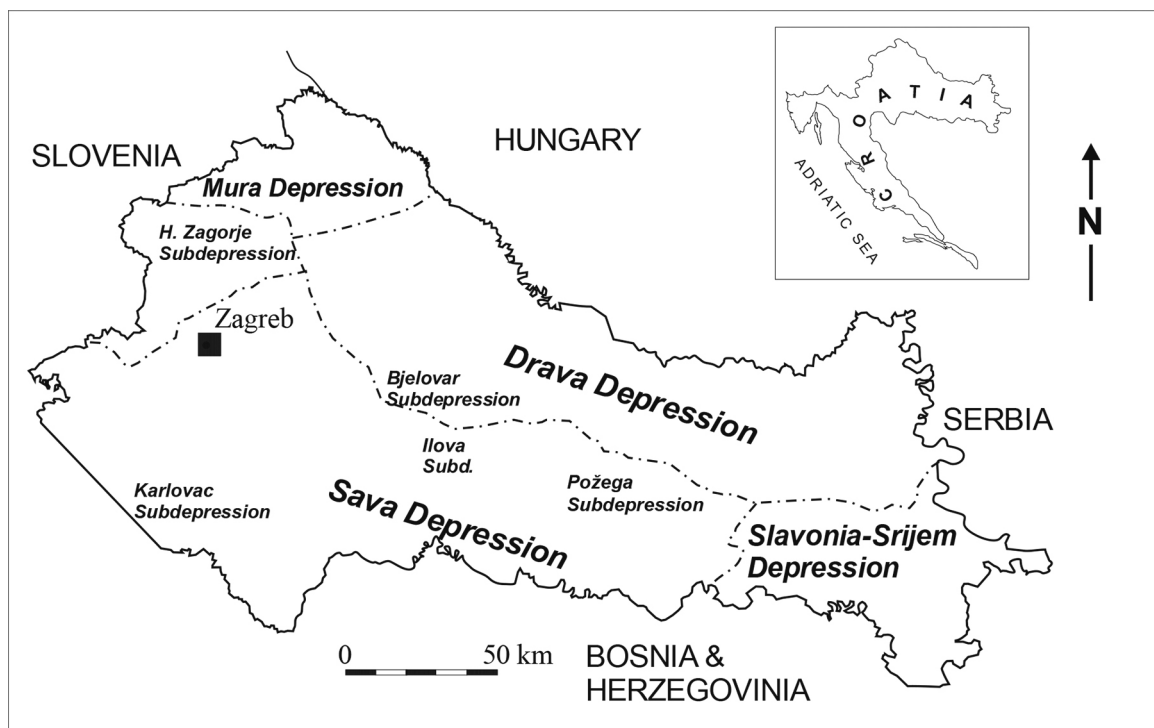 SLOVENIA
HUNGARY
Mura Depression
H. Zagorje
Subdepression
Zagreb
CROATIA
ADRIATIC SEA
N
Drava Depression
Bjelovar
Subdepression
SERBIA
Ilova
Subd.
Karlovac
Subdepression
Sava Depression
Požega
Subdepression
Slavonia-Srijem
Depression
0 50 km
BOSNIA &
HERZEGOVINIA